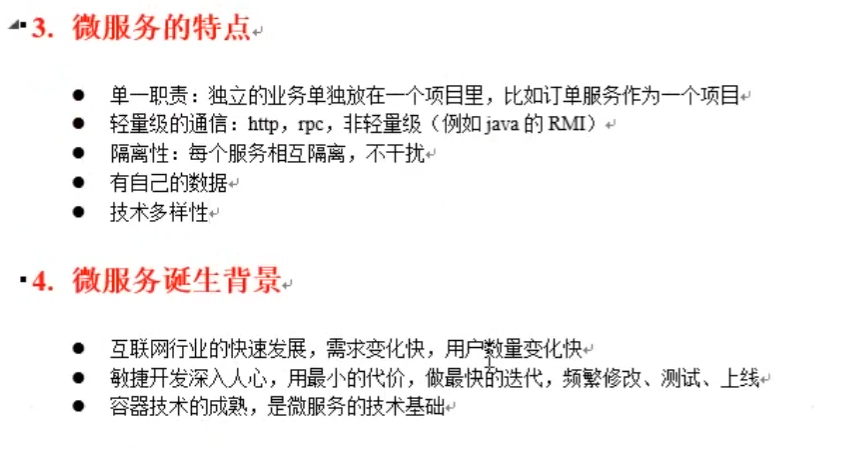 3. 微服务的特点
● 单一职责：独立的业务单独放在一个项目里，比如订单服务作为一个项目
● 轻量级的通信：http，rpc，非轻量级（例如 java 的 RMI）
● 隔离性：每个服务相互隔离，不干扰
● 有自己的数据
● 技术多样性
4. 微服务诞生背景
● 互联网行业的快速发展，需求变化快，用户数量变化快
● 敏捷开发深入人心，用最小的代价，做最快的迭代，频繁修改、测试、上线
● 容器技术的成熟，是微服务的技术基础